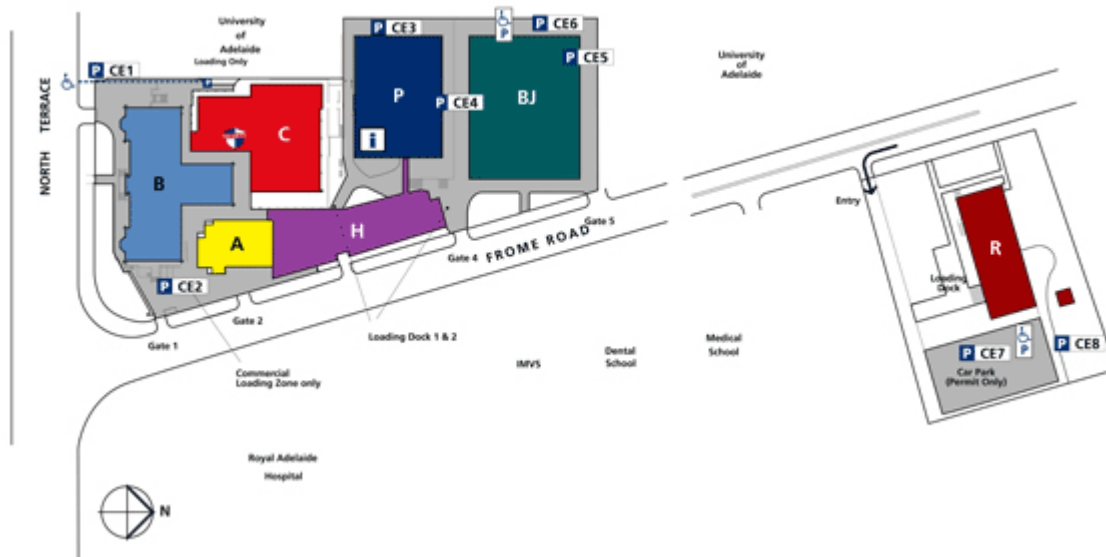 University
of
Adelaide
Loading Only
P CE1
P
P CE3
P
P CE6
P CE5
P CE4
University
of
Adelaide
NORTH TERRACE
P
BJ
C
B
i
A
H
R
Entry
Gate 5
FROME ROAD
Gate 4
P CE2
Gate 2
Gate 1
Loading Dock 1 & 2
Commercial
Loading Zone only
IMVS
Dental
School
Medical
School
Loading
Dock
P
P CE7
P CE8
Car Park
(Permit Only)
Royal Adelaide
Hospital
N